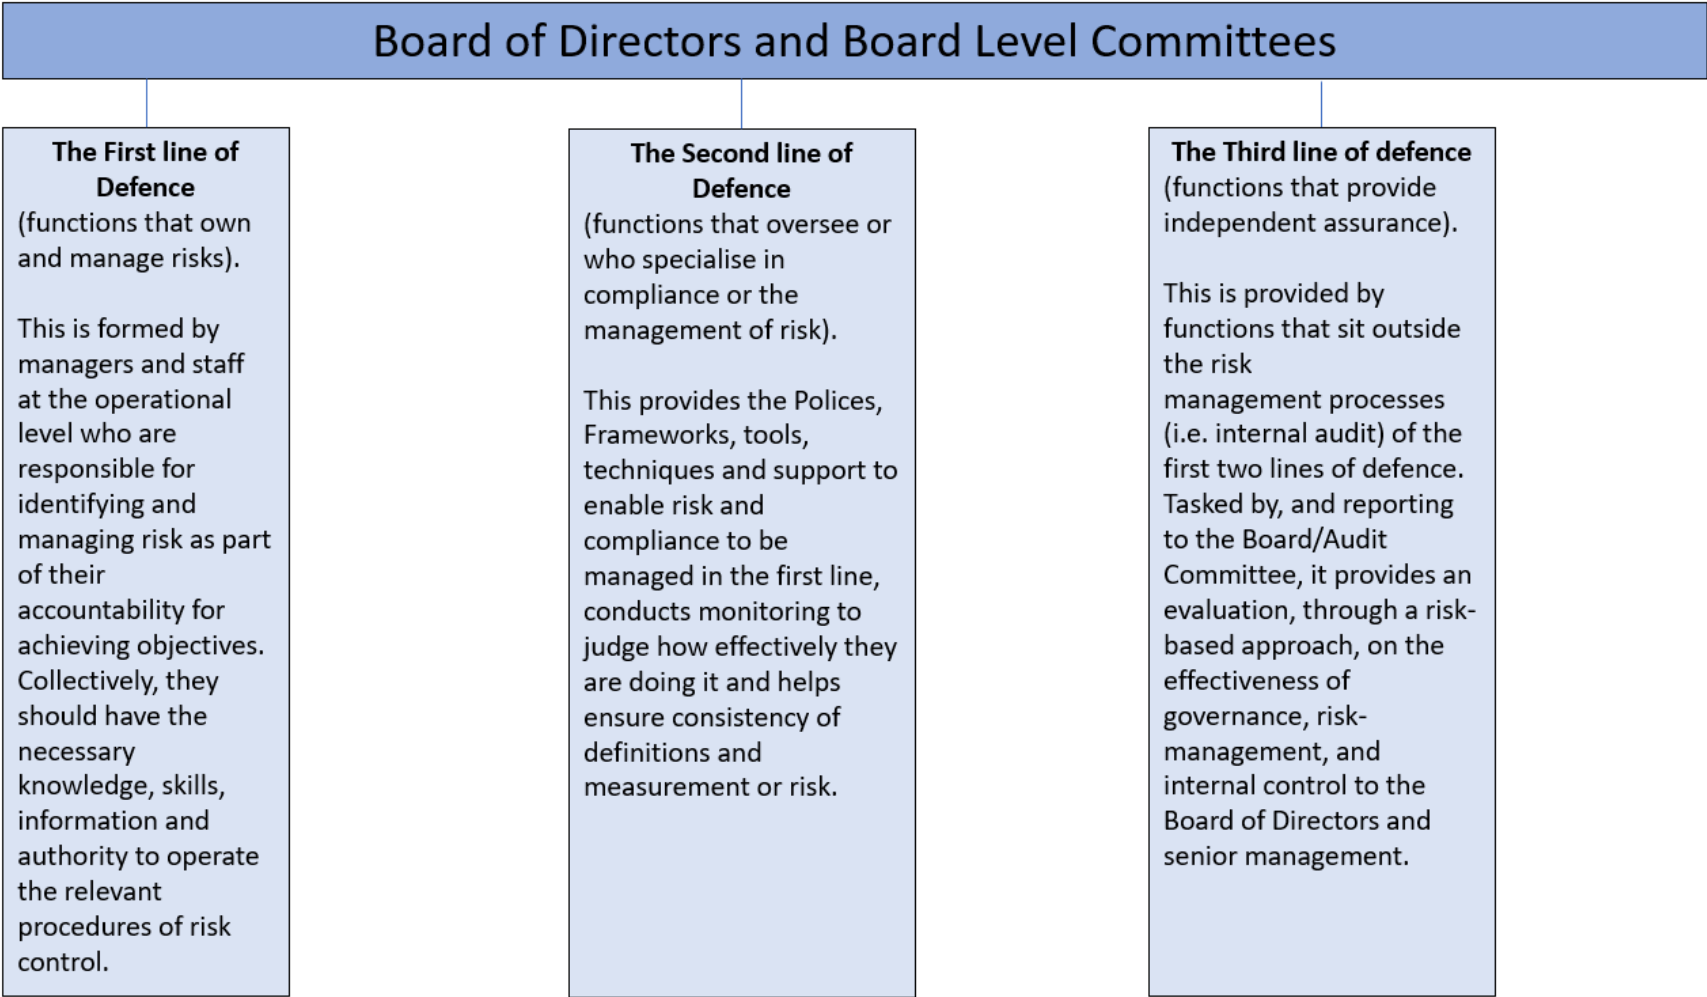 Board of Directors and Board Level Committees
The First line of
Defence
(functions that own
and manage risks).
This is formed by
managers and staff
at the operational
level who are
responsible for
identifying and
managing risk as part
of their
accountability for
achieving objectives.
Collectively, they
should have the
necessary
knowledge, skills,
information and
authority to operate
the relevant
procedures of risk
control.
The Second line of
Defence
(functions that oversee or
who specialise in
compliance or the
management of risk).
This provides the Polices,
Frameworks, tools,
techniques and support to
enable risk and
compliance to be
managed in the first line,
conducts monitoring to
judge how effectively they
are doing it and helps
ensure consistency of
definitions and
measurement or risk.
The Third line of defence
(functions that provide
independent assurance).
This is provided by
functions that sit outside
the risk
management processes
(i.e. internal audit) of the
first two lines of defence.
Tasked by, and reporting
to the Board/Audit
Committee, it provides an
evaluation, through a risk-
based approach, on the
effectiveness of
governance, risk-
management, and
internal control to the
Board of Directors and
senior management.